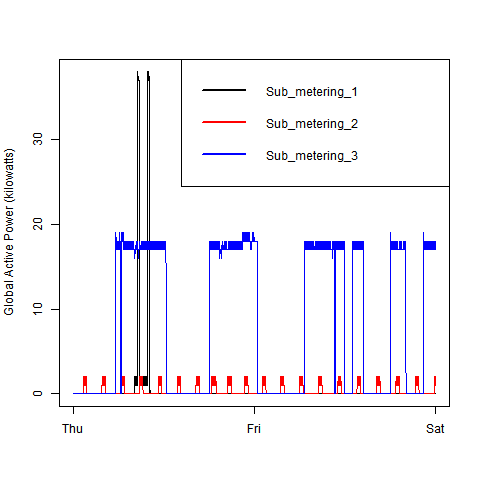 Sub_metering_1
Sub_metering_2
Sub_metering_3
Global Active Power (kilowatts)
30
20
10
0
Thu Fri Sat